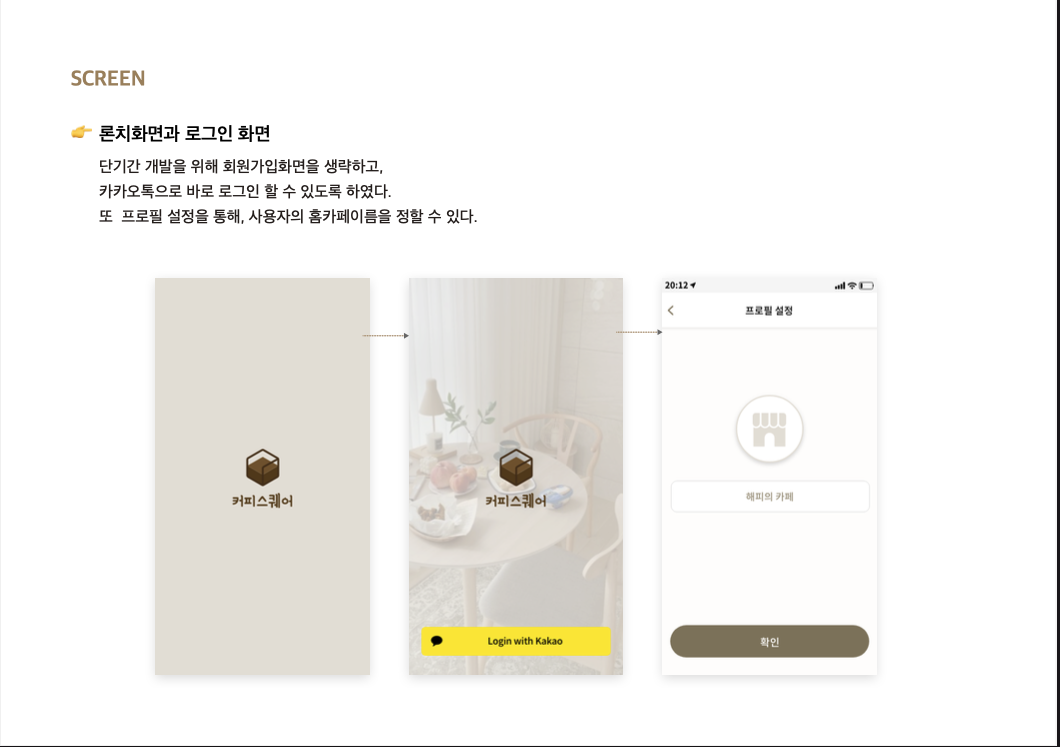 SCREEN
👉 론치화면과 로그인 화면
단기간 개발을 위해 회원가입화면을 생략하고,
카카오톡으로 바로 로그인 할 수 있도록 하였다.
또 프로필 설정을 통해, 사용자의 홈카페이름을 정할 수 있다.
커피스퀘어
커피스퀘어
Login with Kakao
20:12
프로필 설정
해피의 카페
확인